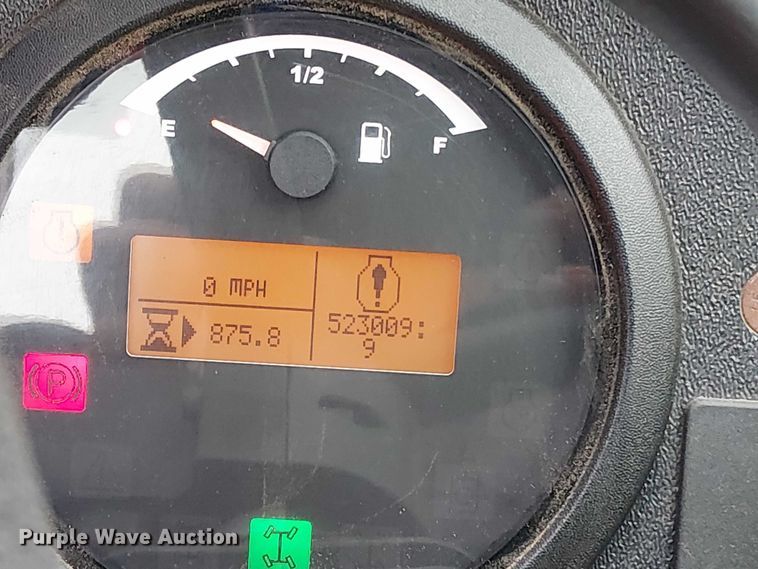 1/2
E
F
0 MPH
875.8
523009:
9
P
Purple Wave Auction®